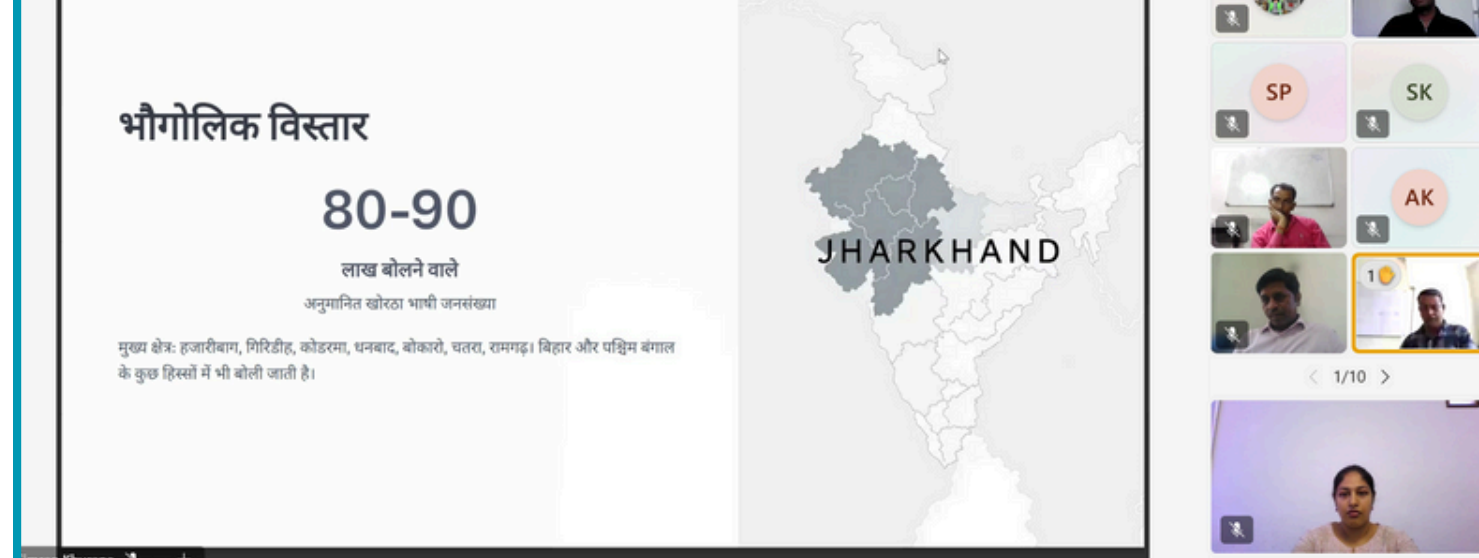 भौगोलिक विस्तार
80-90
लाख बोलने वाले
अनुमानित खोरठा भाषी जनसंख्या
मुख्य क्षेत्र: हजारीबाग, गिरिडीह, कोडरमा, धनबाद, बोकारो, चतरा, रामगढ़। बिहार और पश्चिम बंगाल
के कुछ हिस्सों में भी बोली जाती है।
JHARKHAND
SP
SK
AK
1
1/10